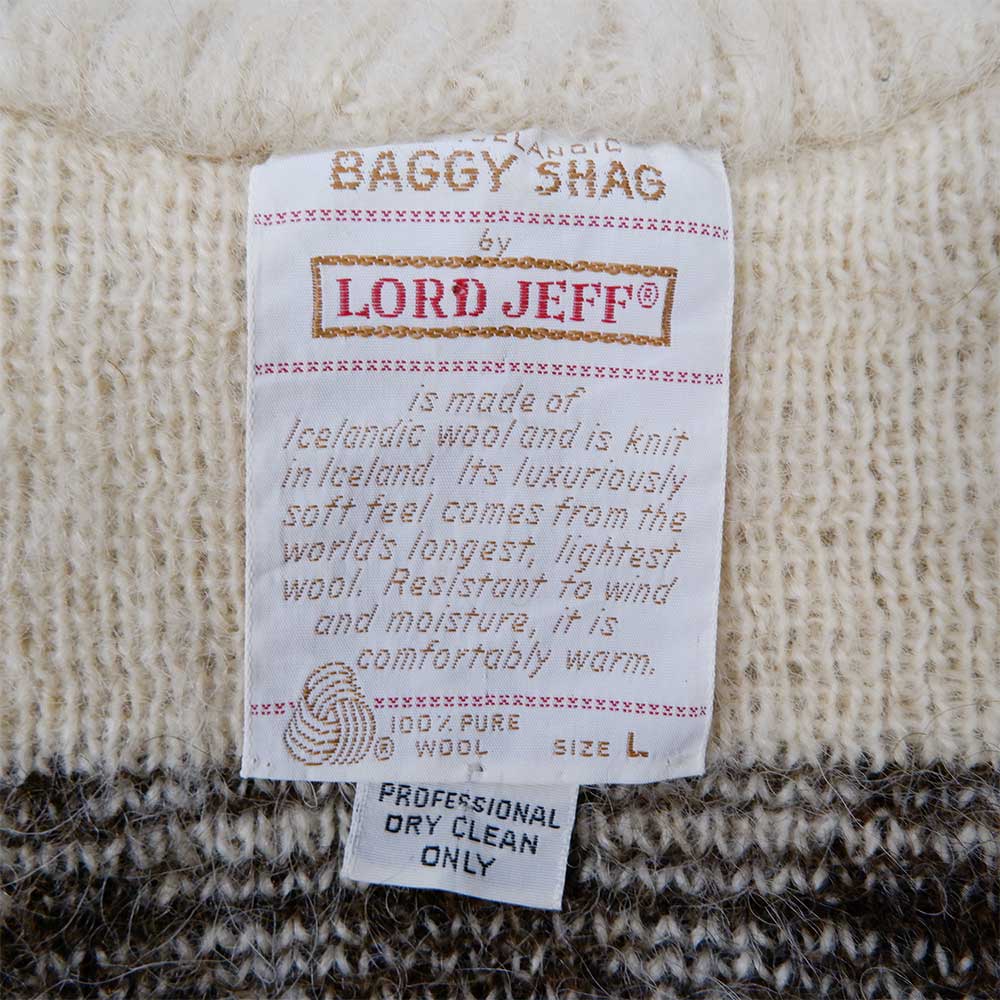 ICELANDIC
BAGGY SHAG
by
LORD JEFF®
is made of
Icelandic wool and is knit
in Iceland. Its luxuriously
soft feel comes from the
world's longest, lightest
wool. Resistant to wind
and moisture, it is
comfortably warm.
® 100% PURE
WOOL SIZE L
PROFESSIONAL
DRY CLEAN
ONLY